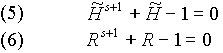 (5) H̃^{s+1} + H̃ - 1 = 0
(6) R^{s+1} + R - 1 = 0